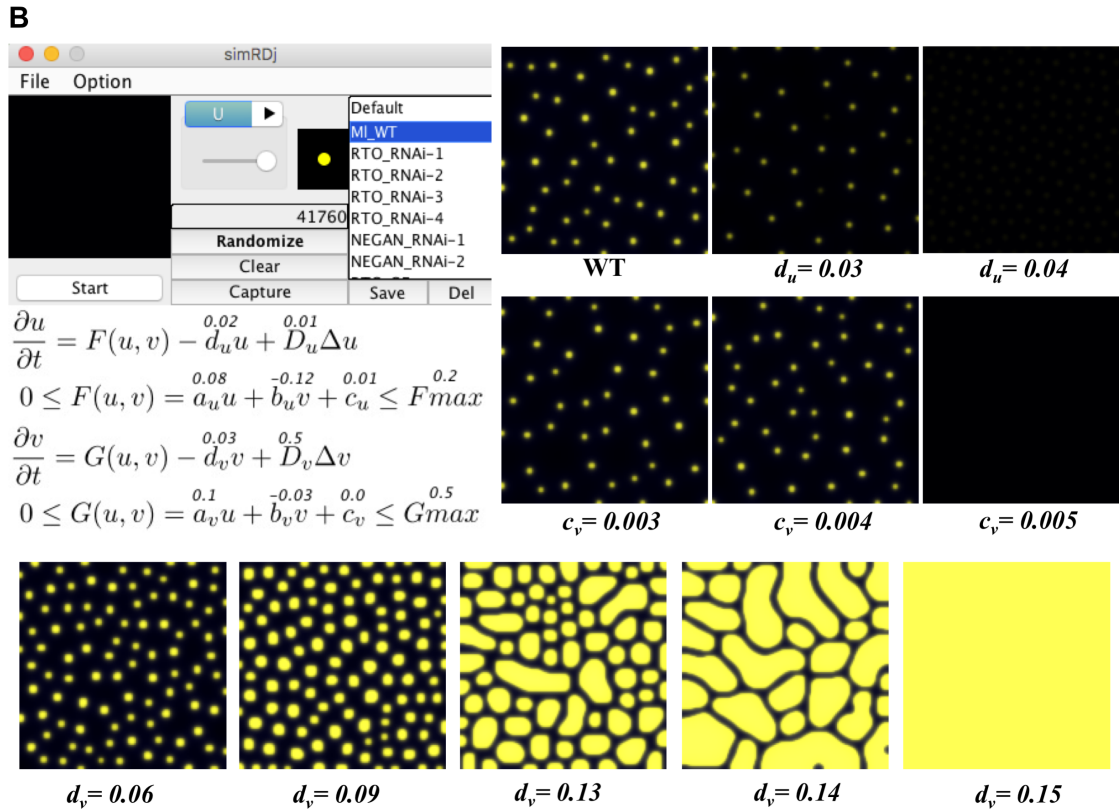 B
simRDj
File Option
U
Default
MI_WT
RTO_RNAi-1
RTO_RNAi-2
RTO_RNAi-3
RTO_RNAi-4
NEGAN_RNAi-1
NEGAN_RNAi-2
41760
Randomize
Clear
Start
Capture
Save
Del
WT
d_u = 0.03
d_u = 0.04
0.02 0.01
∂u/∂t = F(u, v) − d_u u + D_u Δu
0.08 -0.12 0.01 0.2
0 ≤ F(u, v) = a_u u + b_u v + c_u ≤ Fmax
0.03 0.5
∂v/∂t = G(u, v) − d_v v + D_v Δv
0.1 -0.03 0.0 0.5
0 ≤ G(u, v) = a_v u + b_v v + c_v ≤ Gmax
c_v= 0.003
c_v= 0.004
c_v= 0.005
d_v= 0.06
d_v= 0.09
d_v= 0.13
d_v= 0.14
d_v= 0.15